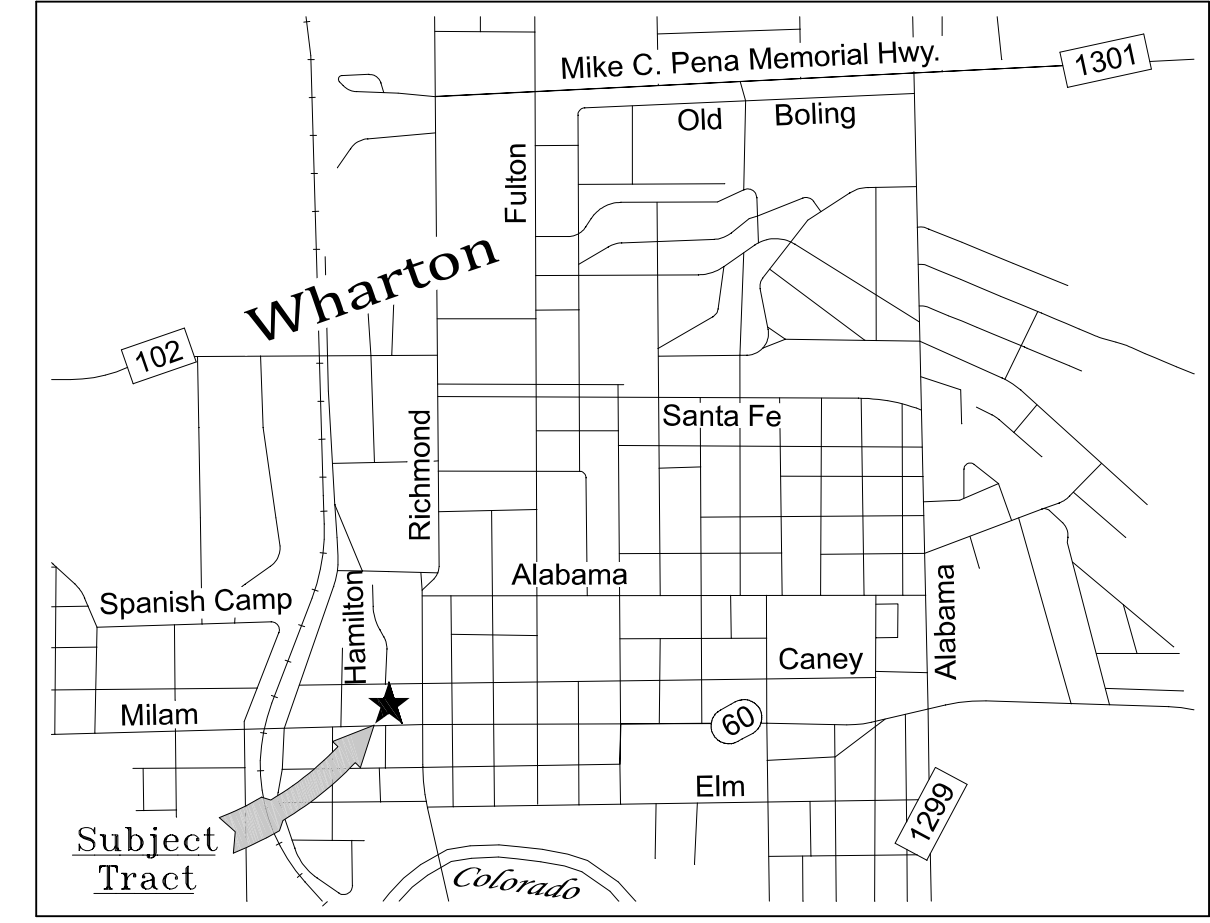 Mike C. Pena Memorial Hwy.
1301
Old Boling
Fulton
Wharton
102
Santa Fe
Richmond
Alabama
Spanish Camp
Hamilton
Alabama
Caney
Milam
60
Elm
1299
Subject
Tract
Colorado